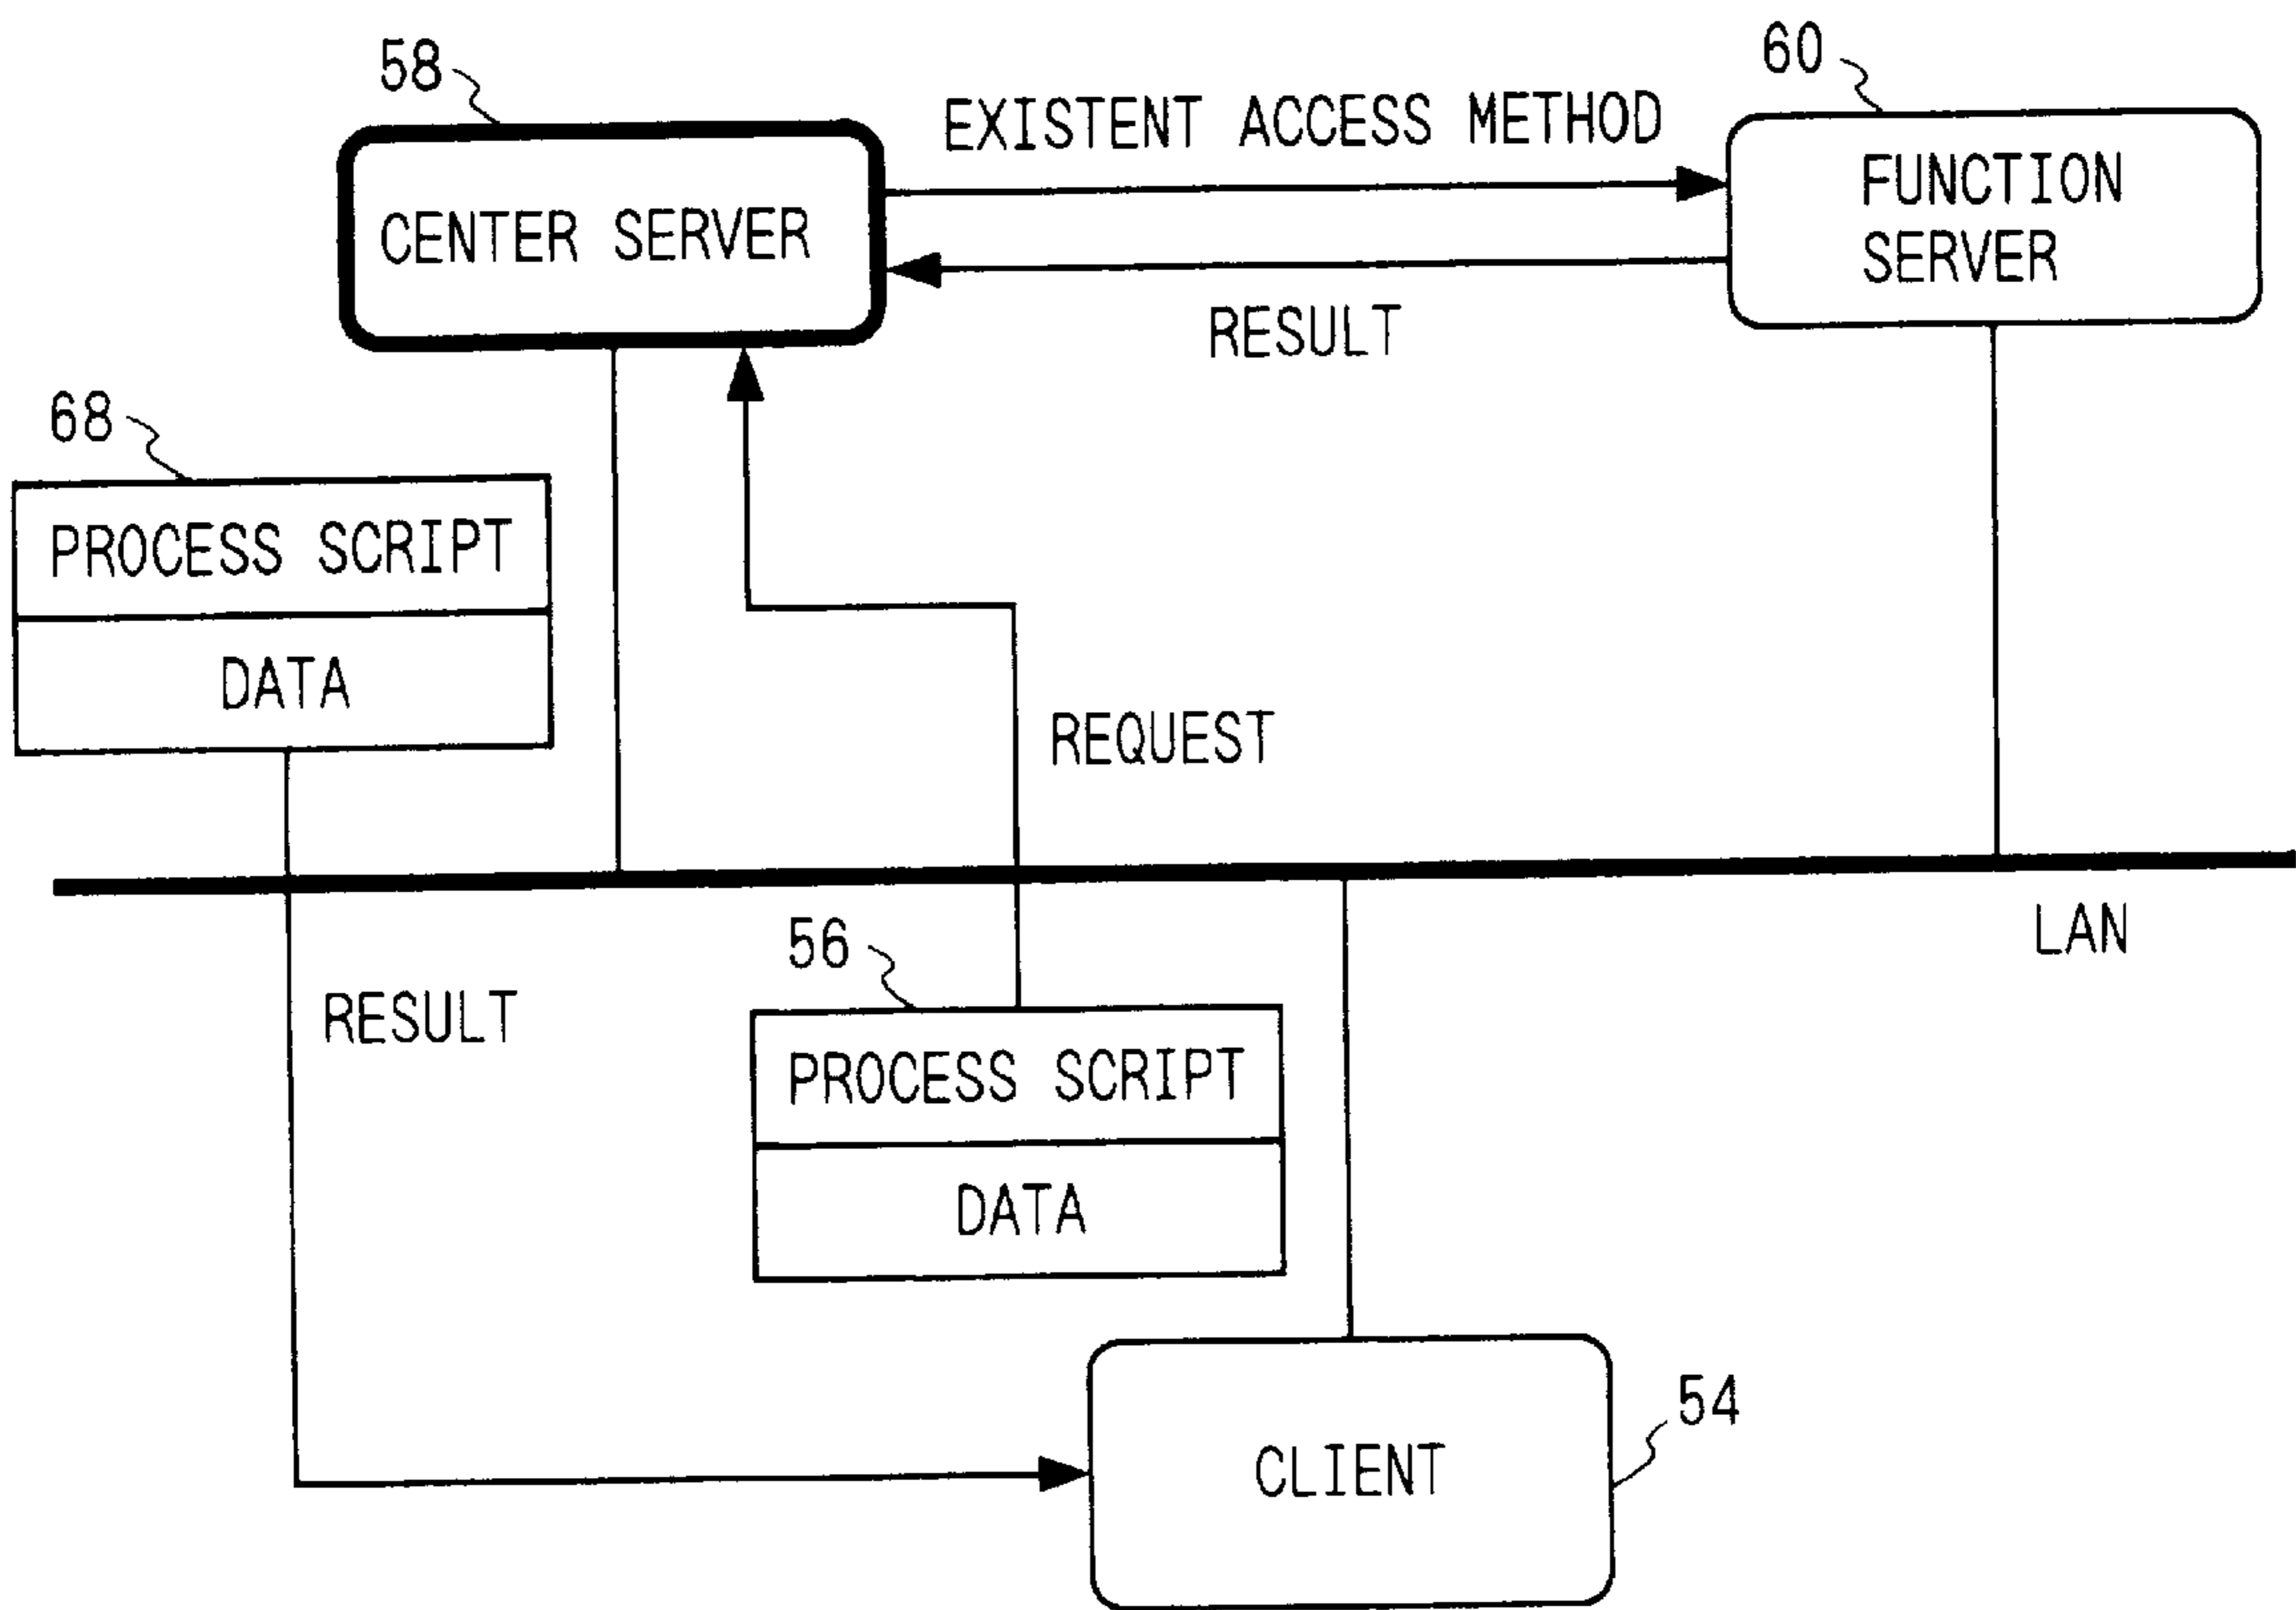 58
60
EXISTENT ACCESS METHOD
CENTER SERVER
FUNCTION
SERVER
RESULT
68
PROCESS SCRIPT
DATA
REQUEST
LAN
56
RESULT
PROCESS SCRIPT
DATA
54
CLIENT